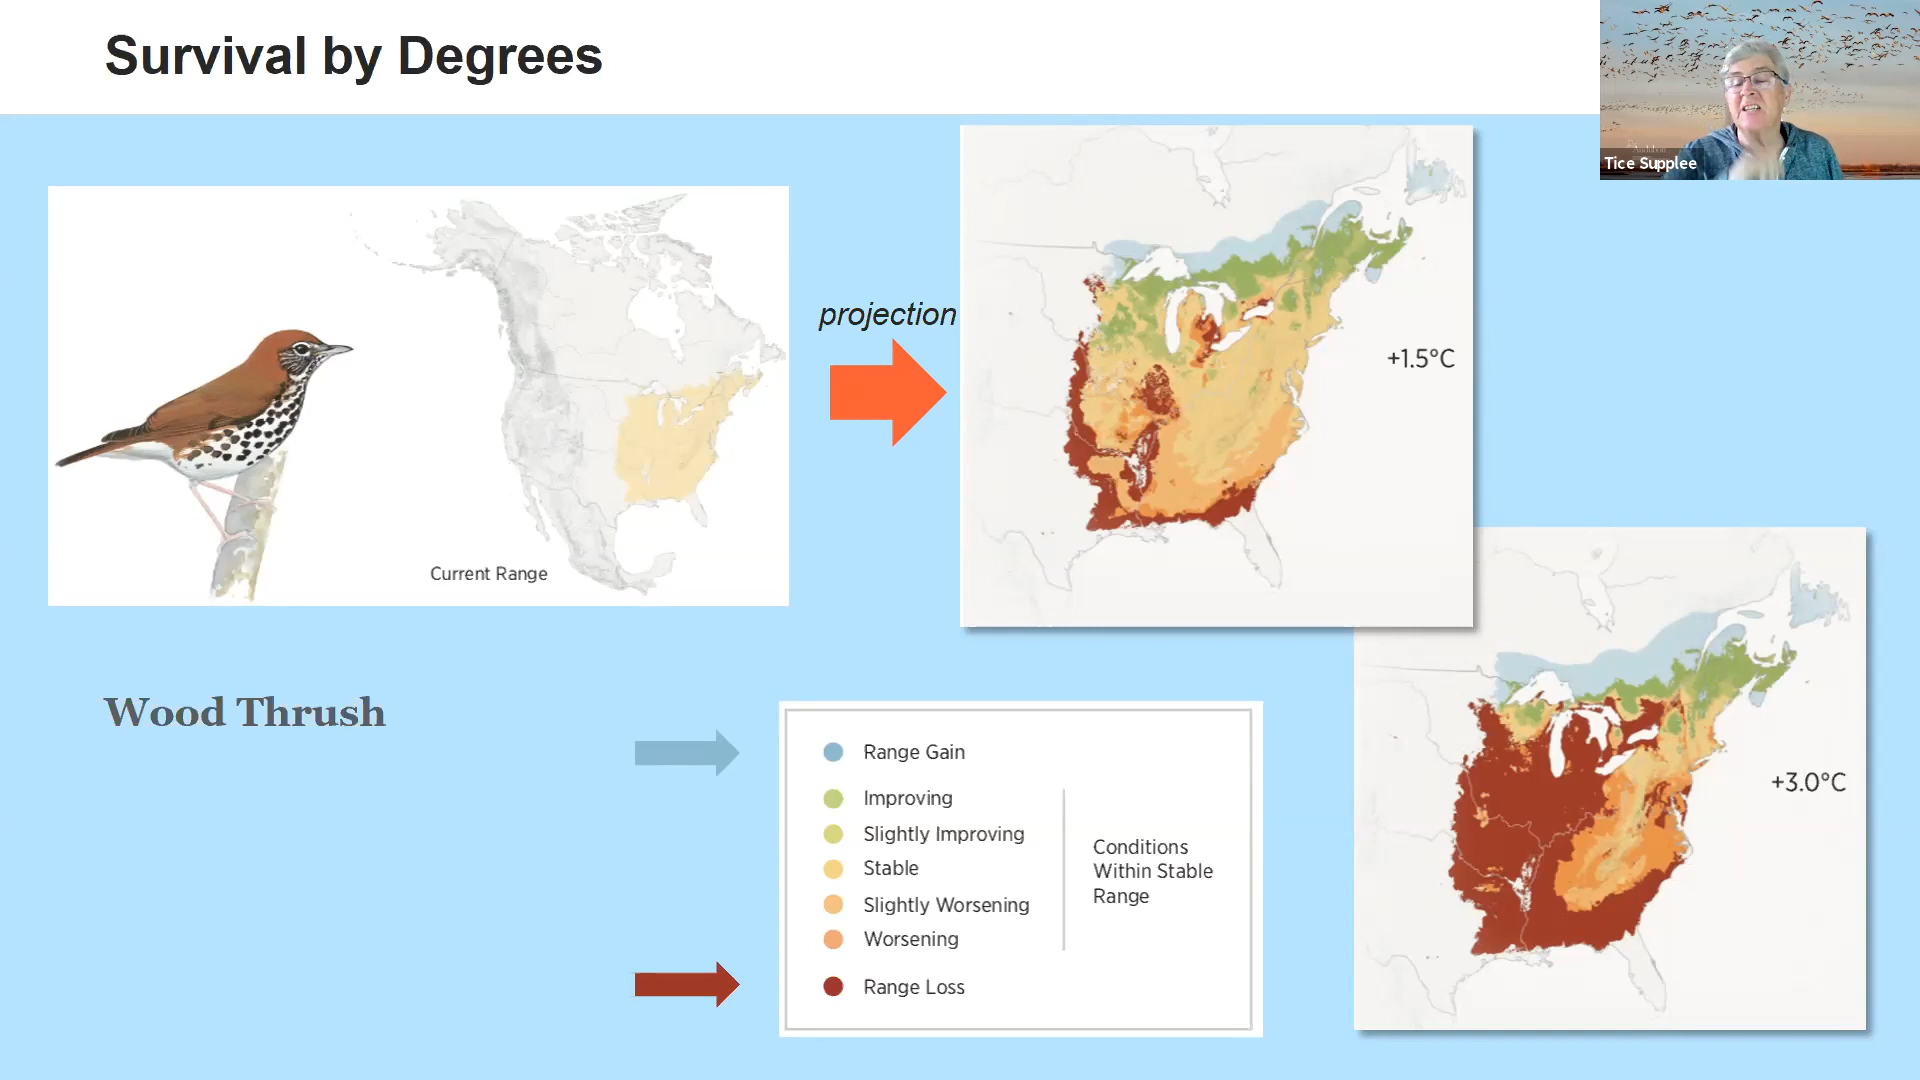 Survival by Degrees
Audubon
Tice Supplee
projection
+1.5°C
Current Range
+3.0°C
Wood Thrush
Range Gain
Improving
Slightly Improving
Stable
Slightly Worsening
Worsening
Range Loss
Conditions
Within Stable
Range